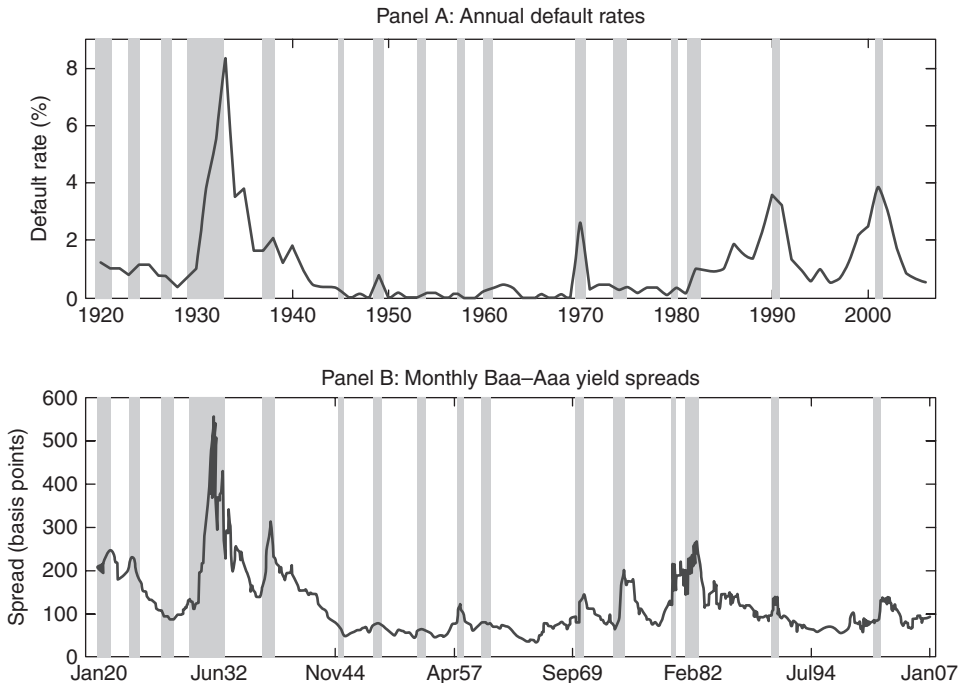 Panel A: Annual default rates
Default rate (%)
8
6
4
2
0
1920 1930 1940 1950 1960 1970 1980 1990 2000
Panel B: Monthly Baa–Aaa yield spreads
Spread (basis points)
600
500
400
300
200
100
0
Jan20 Jun32 Nov44 Apr57 Sep69 Feb82 Jul94 Jan07